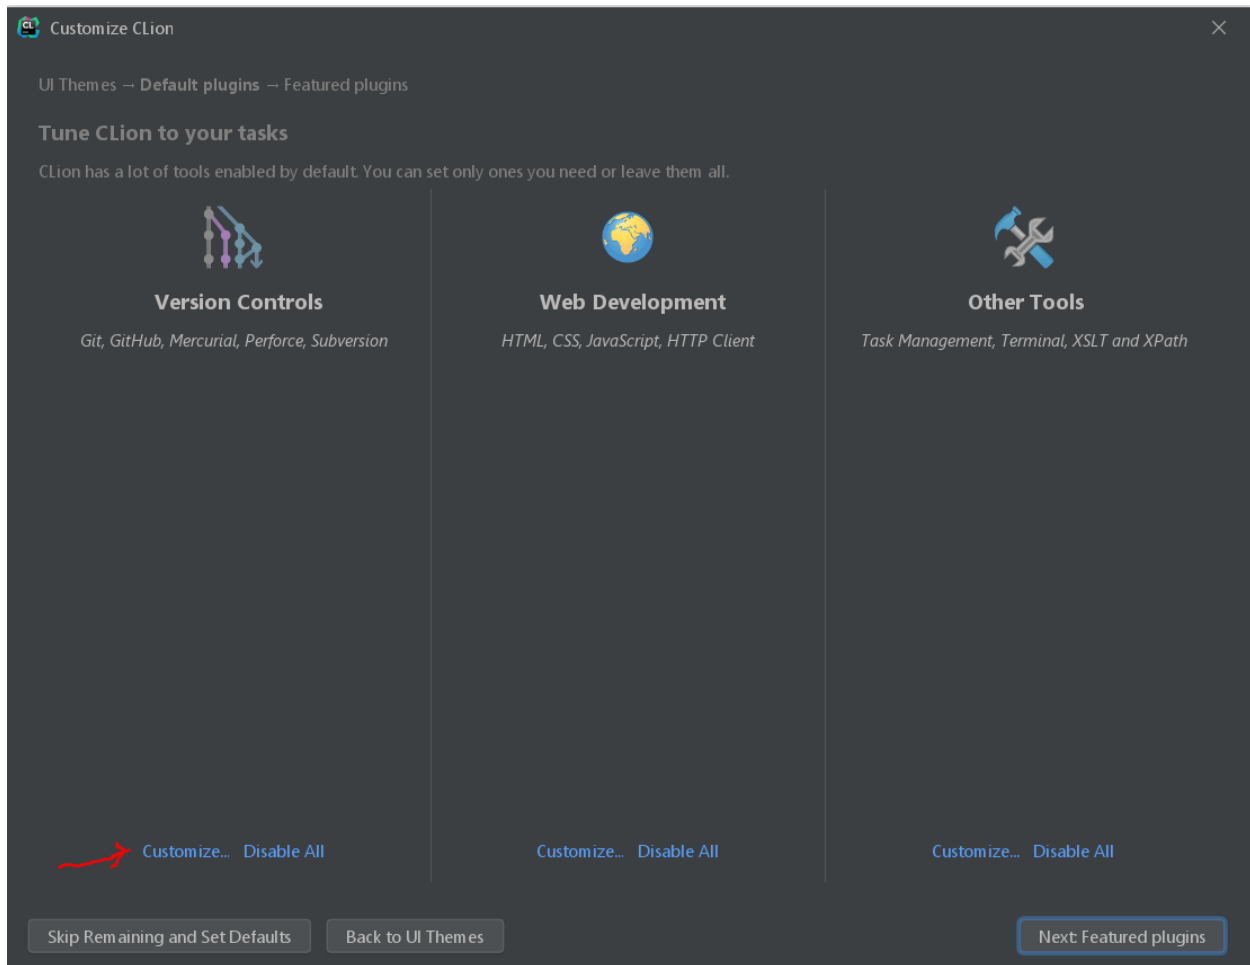 CL Customize CLion
UI Themes → Default plugins → Featured plugins
Tune CLion to your tasks
CLion has a lot of tools enabled by default. You can set only ones you need or leave them all.
Version Controls
Git, GitHub, Mercurial, Perforce, Subversion
Web Development
HTML, CSS, JavaScript, HTTP Client
Other Tools
Task Management, Terminal, XSLT and XPath
Customize... Disable All
Customize... Disable All
Customize... Disable All
Skip Remaining and Set Defaults
Back to UI Themes
Next: Featured plugins